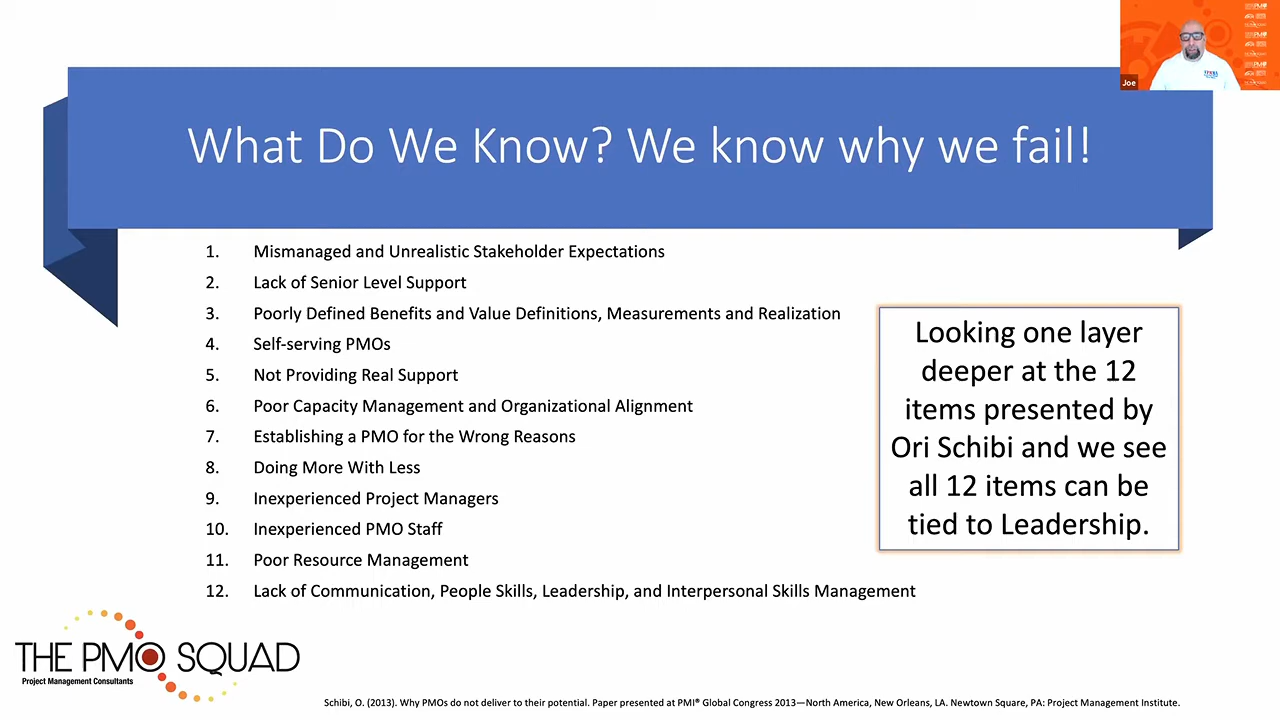 Joe
What Do We Know? We know why we fail!
1. Mismanaged and Unrealistic Stakeholder Expectations
2. Lack of Senior Level Support
3. Poorly Defined Benefits and Value Definitions, Measurements and Realization
4. Self-serving PMOs
5. Not Providing Real Support
6. Poor Capacity Management and Organizational Alignment
7. Establishing a PMO for the Wrong Reasons
8. Doing More With Less
9. Inexperienced Project Managers
10. Inexperienced PMO Staff
11. Poor Resource Management
12. Lack of Communication, People Skills, Leadership, and Interpersonal Skills Management
Looking one layer
deeper at the 12
items presented by
Ori Schibi and we see
all 12 items can be
tied to Leadership.
THE PMO SQUAD
Project Management Consultants
Schibi, O. (2013). Why PMOs do not deliver to their potential. Paper presented at PMI® Global Congress 2013—North America, New Orleans, LA. Newtown Square, PA: Project Management Institute.